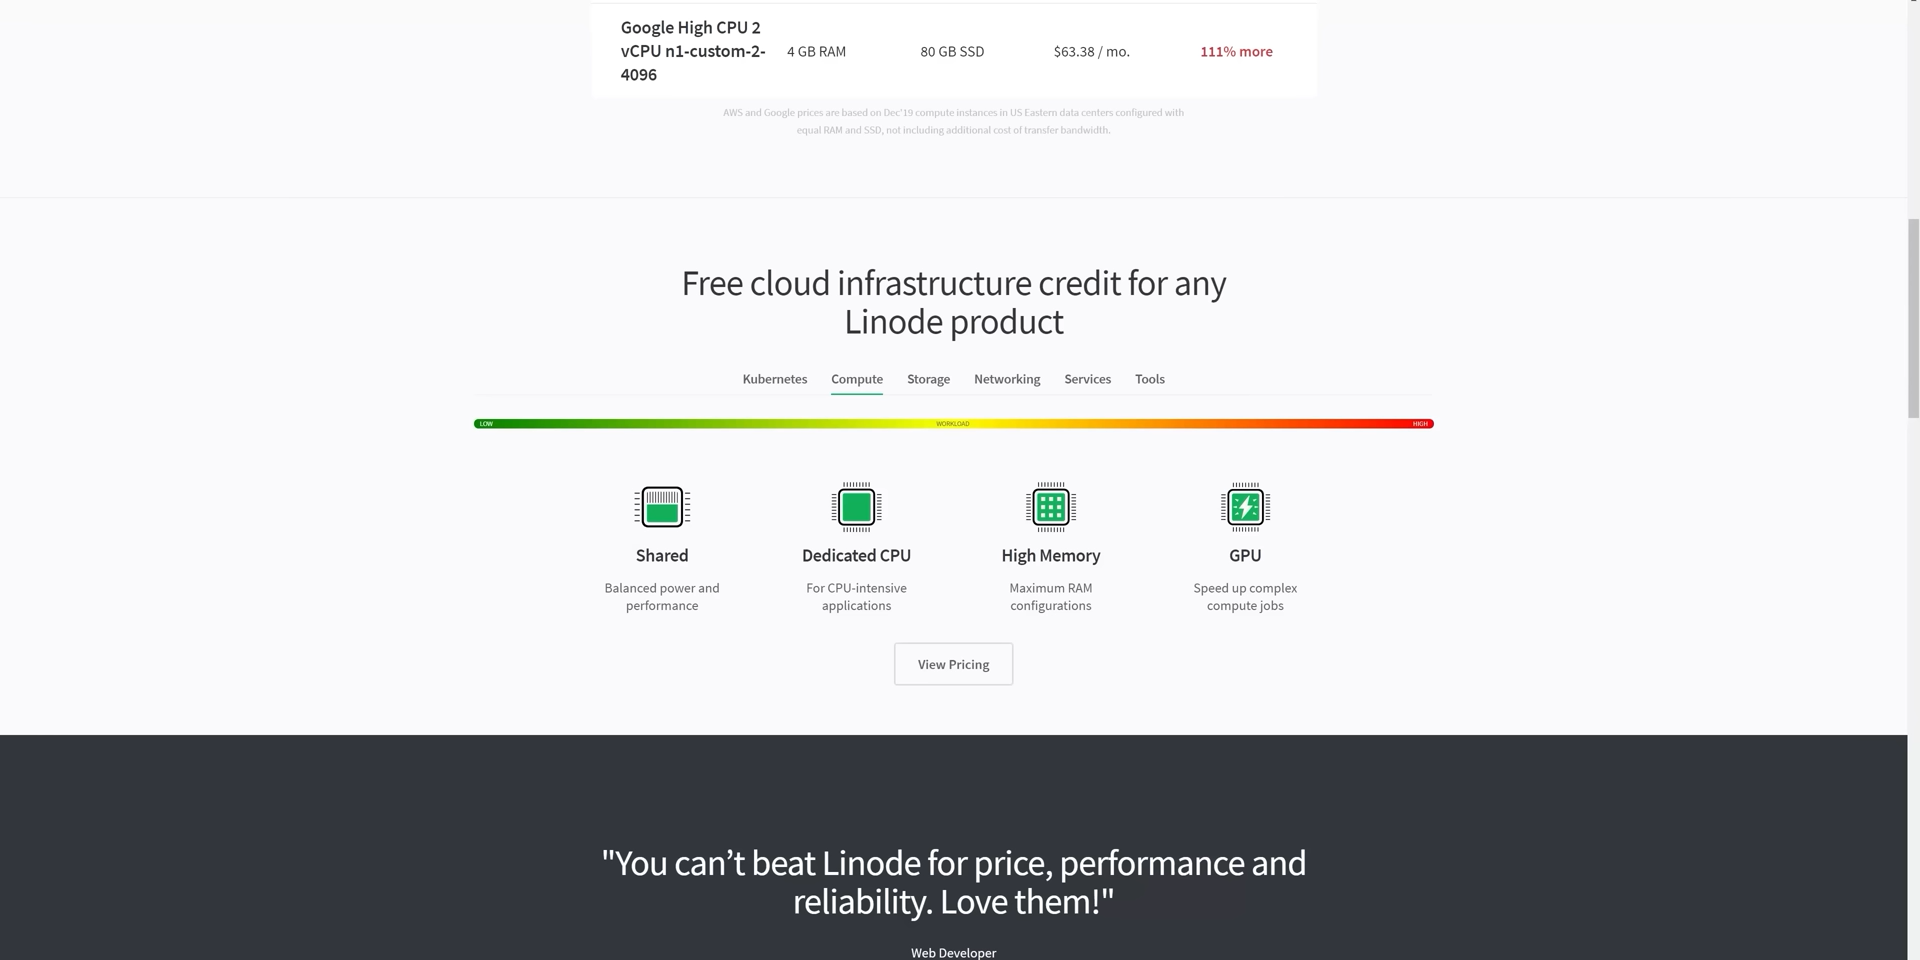 Google High CPU 2
vCPU n1-custom-2-
4096
4 GB RAM
80 GB SSD
$63.38 / mo.
111% more
AWS and Google prices are based on Dec'19 compute instances in US Eastern data centers configured with
equal RAM and SSD, not including additional cost of transfer bandwidth.
Free cloud infrastructure credit for any
Linode product
Kubernetes
Compute
Storage
Networking
Services
Tools
LOW
WORKLOAD
HIGH
Shared
Balanced power and
performance
Dedicated CPU
For CPU-intensive
applications
High Memory
Maximum RAM
configurations
GPU
Speed up complex
compute jobs
View Pricing
"You can’t beat Linode for price, performance and
reliability. Love them!"
Web Developer